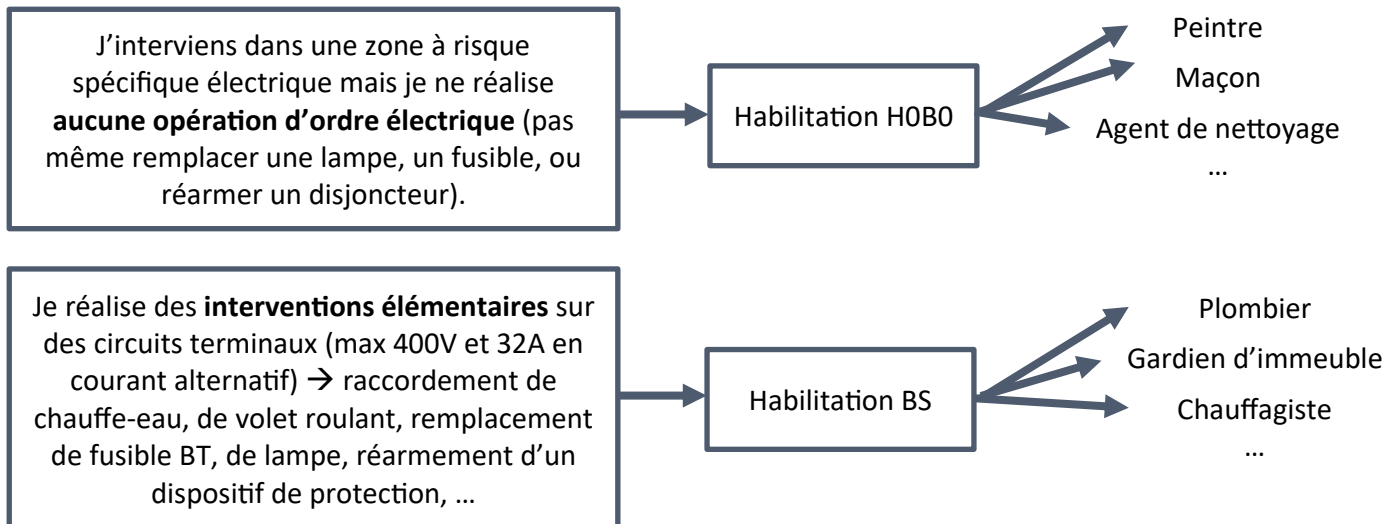 J’interviens dans une zone à risque
spécifique électrique mais je ne réalise
aucune opération d’ordre électrique (pas
même remplacer une lampe, un fusible, ou
réarmer un disjoncteur).
Habilitation H0B0
Peintre
Maçon
Agent de nettoyage
…
Je réalise des interventions élémentaires sur
des circuits terminaux (max 400V et 32A en
courant alternatif) → raccordement de
chauffe-eau, de volet roulant, remplacement
de fusible BT, de lampe, réarmement d’un
dispositif de protection, …
Habilitation BS
Plombier
Gardien d’immeuble
Chauffagiste
…